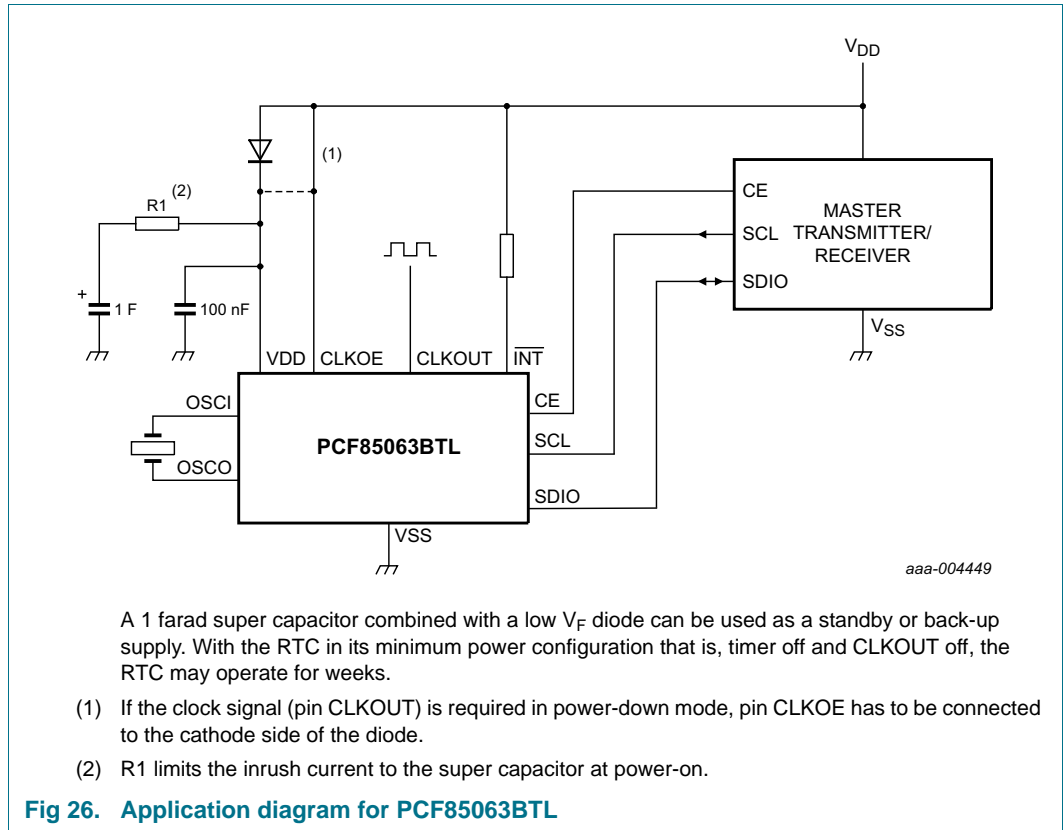 V_DD
(1)
(2)
R1
CE
MASTER
TRANSMITTER/
RECEIVER
SCL
SDIO
+
1 F
100 nF
V_SS
VDD CLKOE CLKOUT INT
OSCI
CE
PCF85063BTL
SCL
OSCO
SDIO
VSS
aaa-004449
A 1 farad super capacitor combined with a low V_F diode can be used as a standby or back-up
supply. With the RTC in its minimum power configuration that is, timer off and CLKOUT off, the
RTC may operate for weeks.
(1) If the clock signal (pin CLKOUT) is required in power-down mode, pin CLKOE has to be connected
to the cathode side of the diode.
(2) R1 limits the inrush current to the super capacitor at power-on.
Fig 26. Application diagram for PCF85063BTL